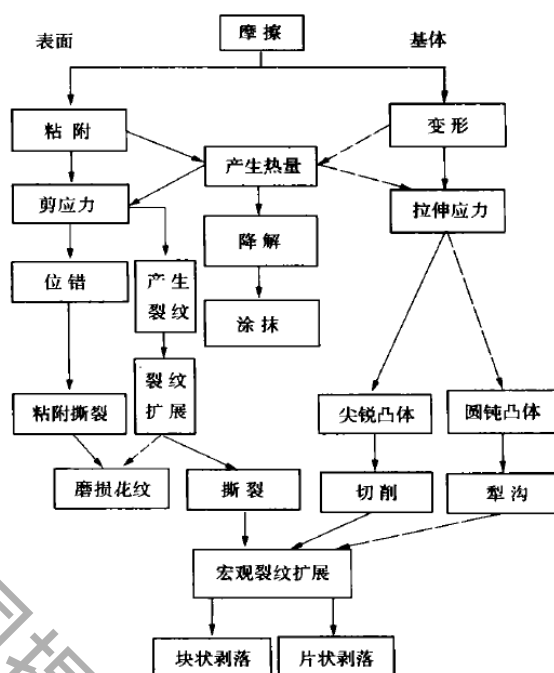 摩擦
表面
基体
粘附
变形
产生热量
剪应力
拉伸应力
降解
位错
产生
裂纹
涂抹
裂纹
扩展
粘附撕裂
尖锐凸体
圆钝凸体
磨损花纹
撕裂
切削
犁沟
宏观裂纹扩展
块状剥落
片状剥落